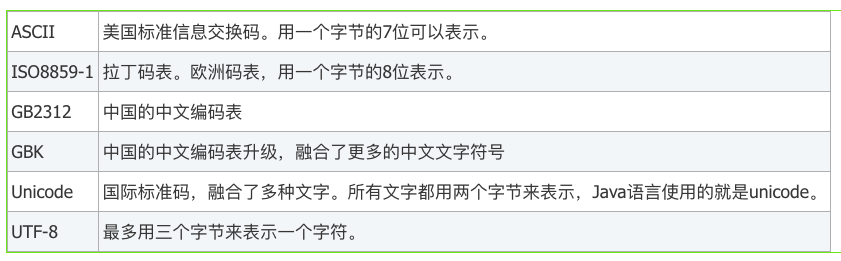 ASCII 美国标准信息交换码。用一个字节的7位可以表示。
ISO8859-1 拉丁码表。欧洲码表，用一个字节的8位表示。
GB2312 中国的中文编码表
GBK 中国的中文编码表升级，融合了更多的中文文字符号
Unicode 国际标准码，融合了多种文字。所有文字都用两个字节来表示，Java语言使用的就是unicode。
UTF-8 最多用三个字节来表示一个字符。